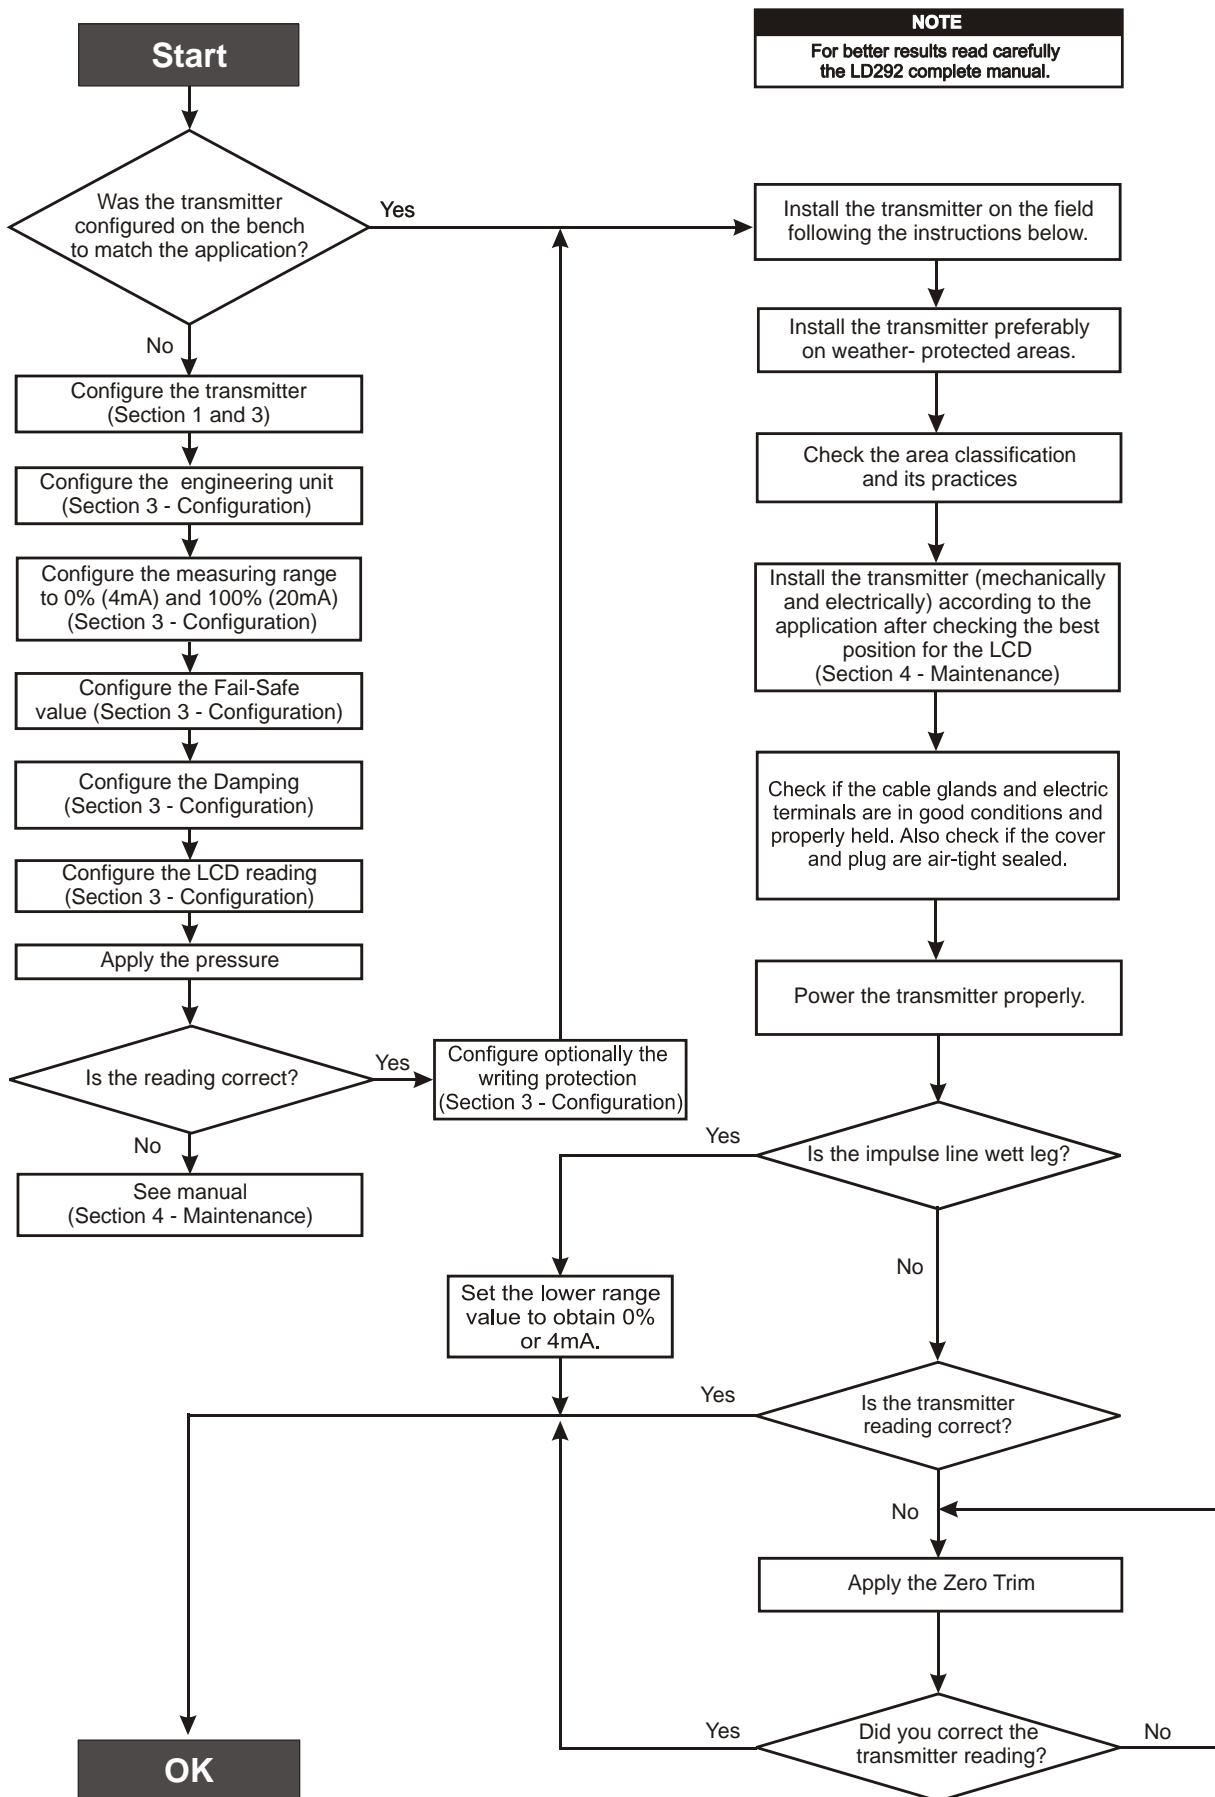 Start
NOTE
For better results read carefully
the LD292 complete manual.
Was the transmitter
configured on the bench
to match the application?
Yes
No
Configure the transmitter
(Section 1 and 3)
Configure the engineering unit
(Section 3 - Configuration)
Configure the measuring range
to 0% (4mA) and 100% (20mA)
(Section 3 - Configuration)
Configure the Fail-Safe
value (Section 3 - Configuration)
Configure the Damping
(Section 3 - Configuration)
Configure the LCD reading
(Section 3 - Configuration)
Apply the pressure
Is the reading correct?
Yes
Configure optionally the
writing protection
(Section 3 - Configuration)
No
See manual
(Section 4 - Maintenance)
Install the transmitter on the field
following the instructions below.
Install the transmitter preferably
on weather- protected areas.
Check the area classification
and its practices
Install the transmitter (mechanically
and electrically) according to the
application after checking the best
position for the LCD
(Section 4 - Maintenance)
Check if the cable glands and electric
terminals are in good conditions and
properly held. Also check if the cover
and plug are air-tight sealed.
Power the transmitter properly.
Is the impulse line wett leg?
Yes
Set the lower range
value to obtain 0%
or 4mA.
No
Is the transmitter
reading correct?
Yes
No
Apply the Zero Trim
Did you correct the
transmitter reading?
Yes
No
OK